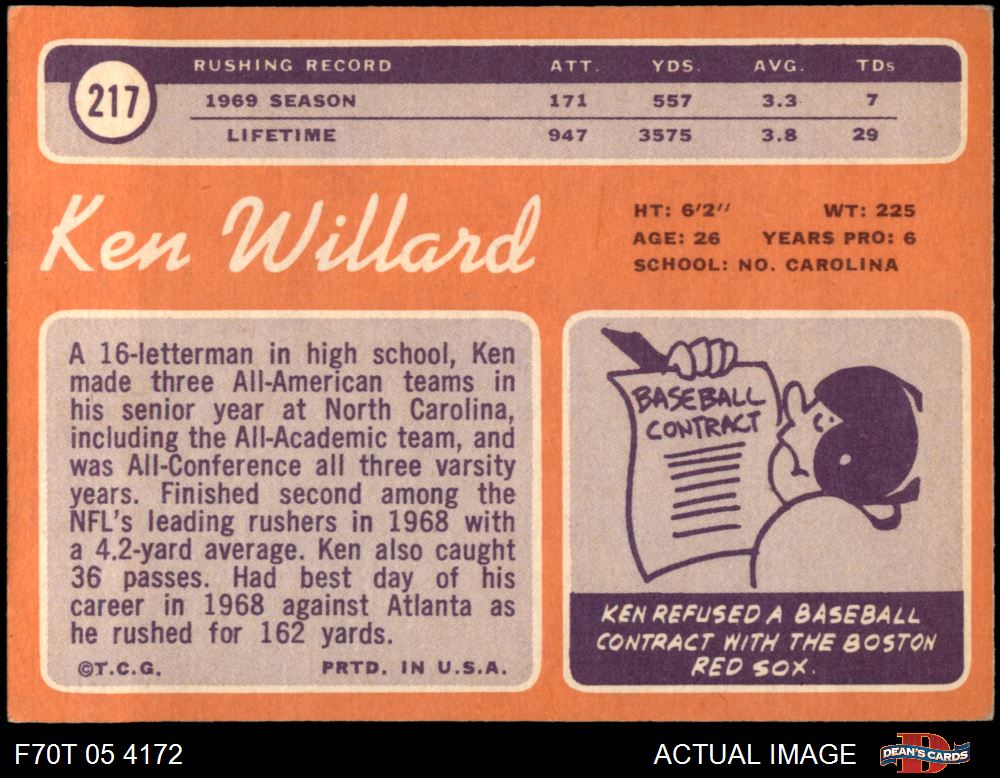 RUSHING RECORD ATT. YDS. AVG. TDs
217
1969 SEASON 171 557 3.3 7
LIFETIME 947 3575 3.8 29
Ken Willard
HT: 6'2" WT: 225
AGE: 26 YEARS PRO: 6
SCHOOL: NO. CAROLINA
A 16-letterman in high school, Ken
made three All-American teams in
his senior year at North Carolina,
including the All-Academic team, and
was All-Conference all three varsity
years. Finished second among the
NFL's leading rushers in 1968 with
a 4.2-yard average. Ken also caught
36 passes. Had best day of his
career in 1968 against Atlanta as
he rushed for 162 yards.
©T.C.G. PRTD. IN U.S.A.
BASEBALL
CONTRACT
KEN REFUSED A BASEBALL
CONTRACT WITH THE BOSTON
RED SOX.
F70T 05 4172
ACTUAL IMAGE
D
DEAN'S CARDS